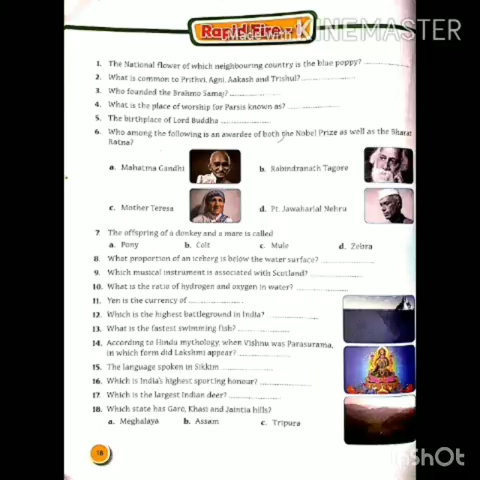 Rapid Fire
Made with KINEMASTER
1. The National flower of which neighbouring country is the blue poppy?
2. What is common to Prithvi, Agni, Aakash and Trishul?
3. Who founded the Brahmo Samaj?
4. What is the place of worship for Parsis known as?
5. The birthplace of Lord Buddha
6. Who among the following is an awardee of both the Nobel Prize as well as the Bharat
Ratna?
a. Mahatma Gandhi b. Rabindranath Tagore
c. Mother Teresa d. Pt. Jawaharlal Nehru
7. The offspring of a donkey and a mare is called
a. Pony b. Colt c. Mule d. Zebra
8. What proportion of an iceberg is below the water surface?
9. Which musical instrument is associated with Scotland?
10. What is the ratio of hydrogen and oxygen in water?
11. Yen is the currency of
12. Which is the highest battleground in India?
13. What is the fastest swimming fish?
14. According to Hindu mythology, when Vishnu was Parasurama,
in which form did Lakshmi appear?
15. The language spoken in Sikkim
16. Which is India's highest sporting honour?
17. Which is the largest Indian deer?
18. Which state has Garo, Khasi and Jaintia hills?
a. Meghalaya b. Assam c. Tripura
18
InShOt